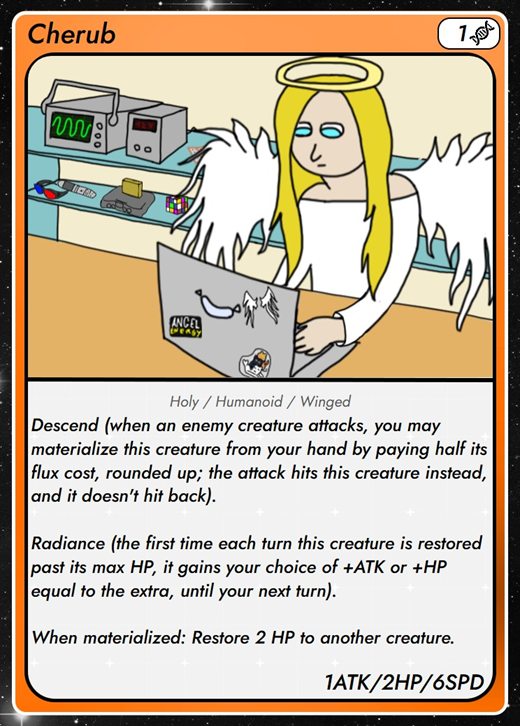 Cherub
1
ANGEL
ENERGY
Holy / Humanoid / Winged
Descend (when an enemy creature attacks, you may
materialize this creature from your hand by paying half its
flux cost, rounded up; the attack hits this creature instead,
and it doesn't hit back).
Radiance (the first time each turn this creature is restored
past its max HP, it gains your choice of +ATK or +HP
equal to the extra, until your next turn).
When materialized: Restore 2 HP to another creature.
1ATK/2HP/6SPD